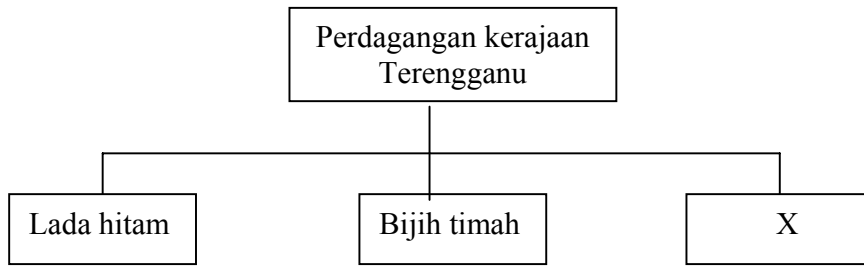 Perdagangan kerajaan
Terengganu
Lada hitam
Bijih timah
X